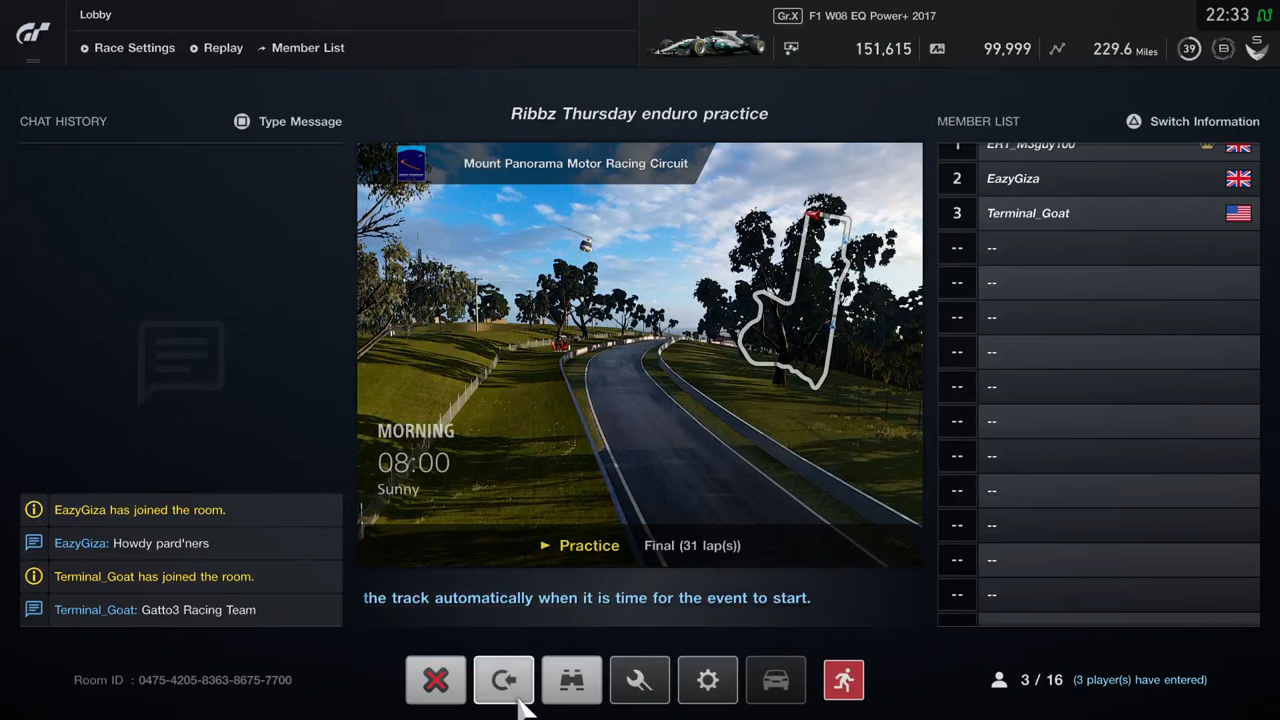 Lobby
Race Settings
Replay
Member List
Gr.X
F1 W08 EQ Power+ 2017
151,615
99,999
229.6 Miles
39
B
S
22:33
CHAT HISTORY
Type Message
Ribbz Thursday enduro practice
MEMBER LIST
Switch Information
Mount Panorama Motor Racing Circuit
1
2 EazyGiza
3 Terminal_Goat
-- --
-- --
-- --
-- --
-- --
-- --
-- --
-- --
-- --
-- --
-- --
MORNING
08:00
Sunny
Practice
Final (31 lap(s))
EazyGiza has joined the room.
EazyGiza: Howdy pard'ners
Terminal_Goat has joined the room.
Terminal_Goat: Gatto3 Racing Team
the track automatically when it is time for the event to start.
Room ID : 0475-4205-8363-8675-7700
3 / 16
(3 player(s) have entered)